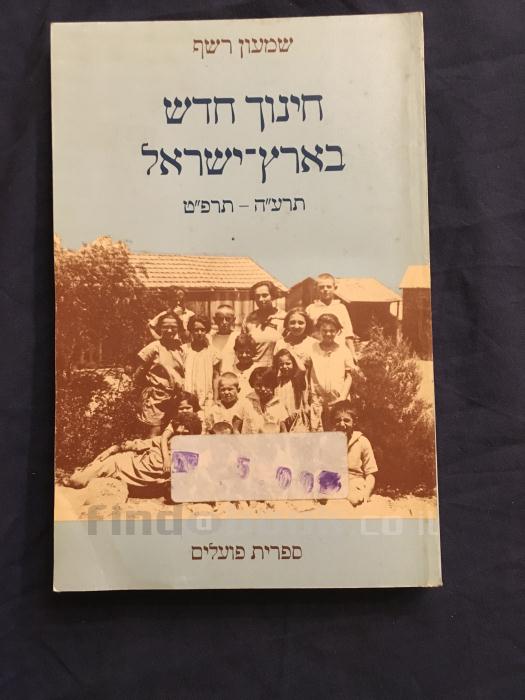 שמעון רשף
חינוך חדש
בארץ־ישראל
תרע״ה – תרפ״ט
ספרית פועלים